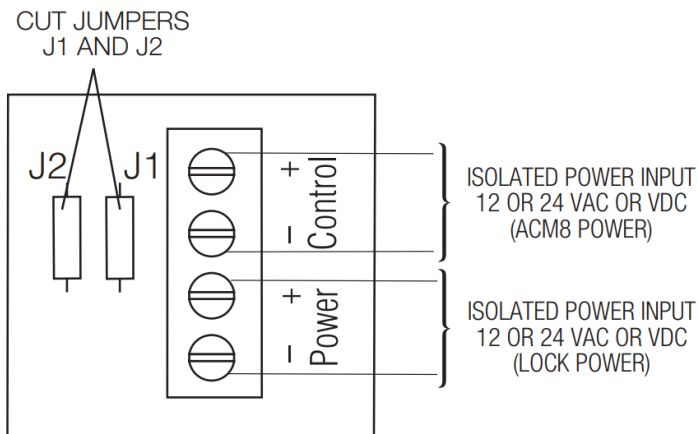 CUT JUMPERS
J1 AND J2
J2 J1
+
Control
−
+
Power
−
ISOLATED POWER INPUT
12 OR 24 VAC OR VDC
(ACM8 POWER)
ISOLATED POWER INPUT
12 OR 24 VAC OR VDC
(LOCK POWER)